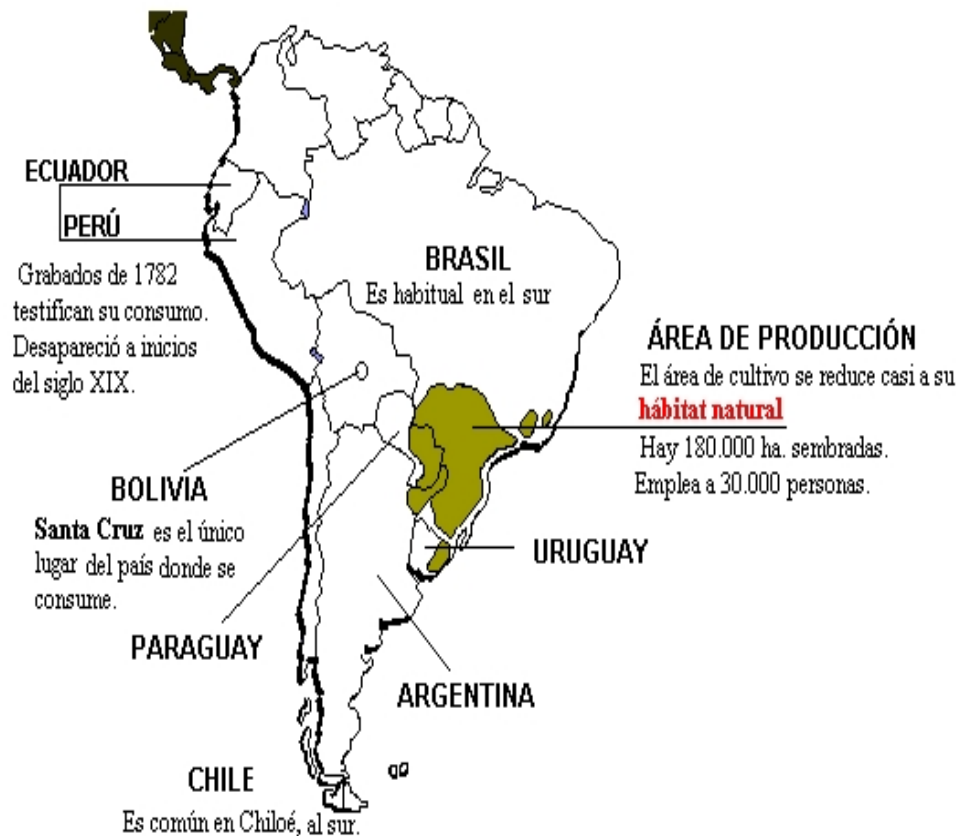 ECUADOR
PERÚ
Grabados de 1782
testifican su consumo.
Desapareció a inicios
del siglo XIX.
BRASIL
Es habitual en el sur
ÁREA DE PRODUCCIÓN
El área de cultivo se reduce casi a su
hábitat natural
Hay 180.000 ha. sembradas.
Emplea a 30.000 personas.
BOLIVIA
Santa Cruz es el único
lugar del país donde se
consume.
URUGUAY
PARAGUAY
ARGENTINA
CHILE
Es común en Chiloé, al sur.